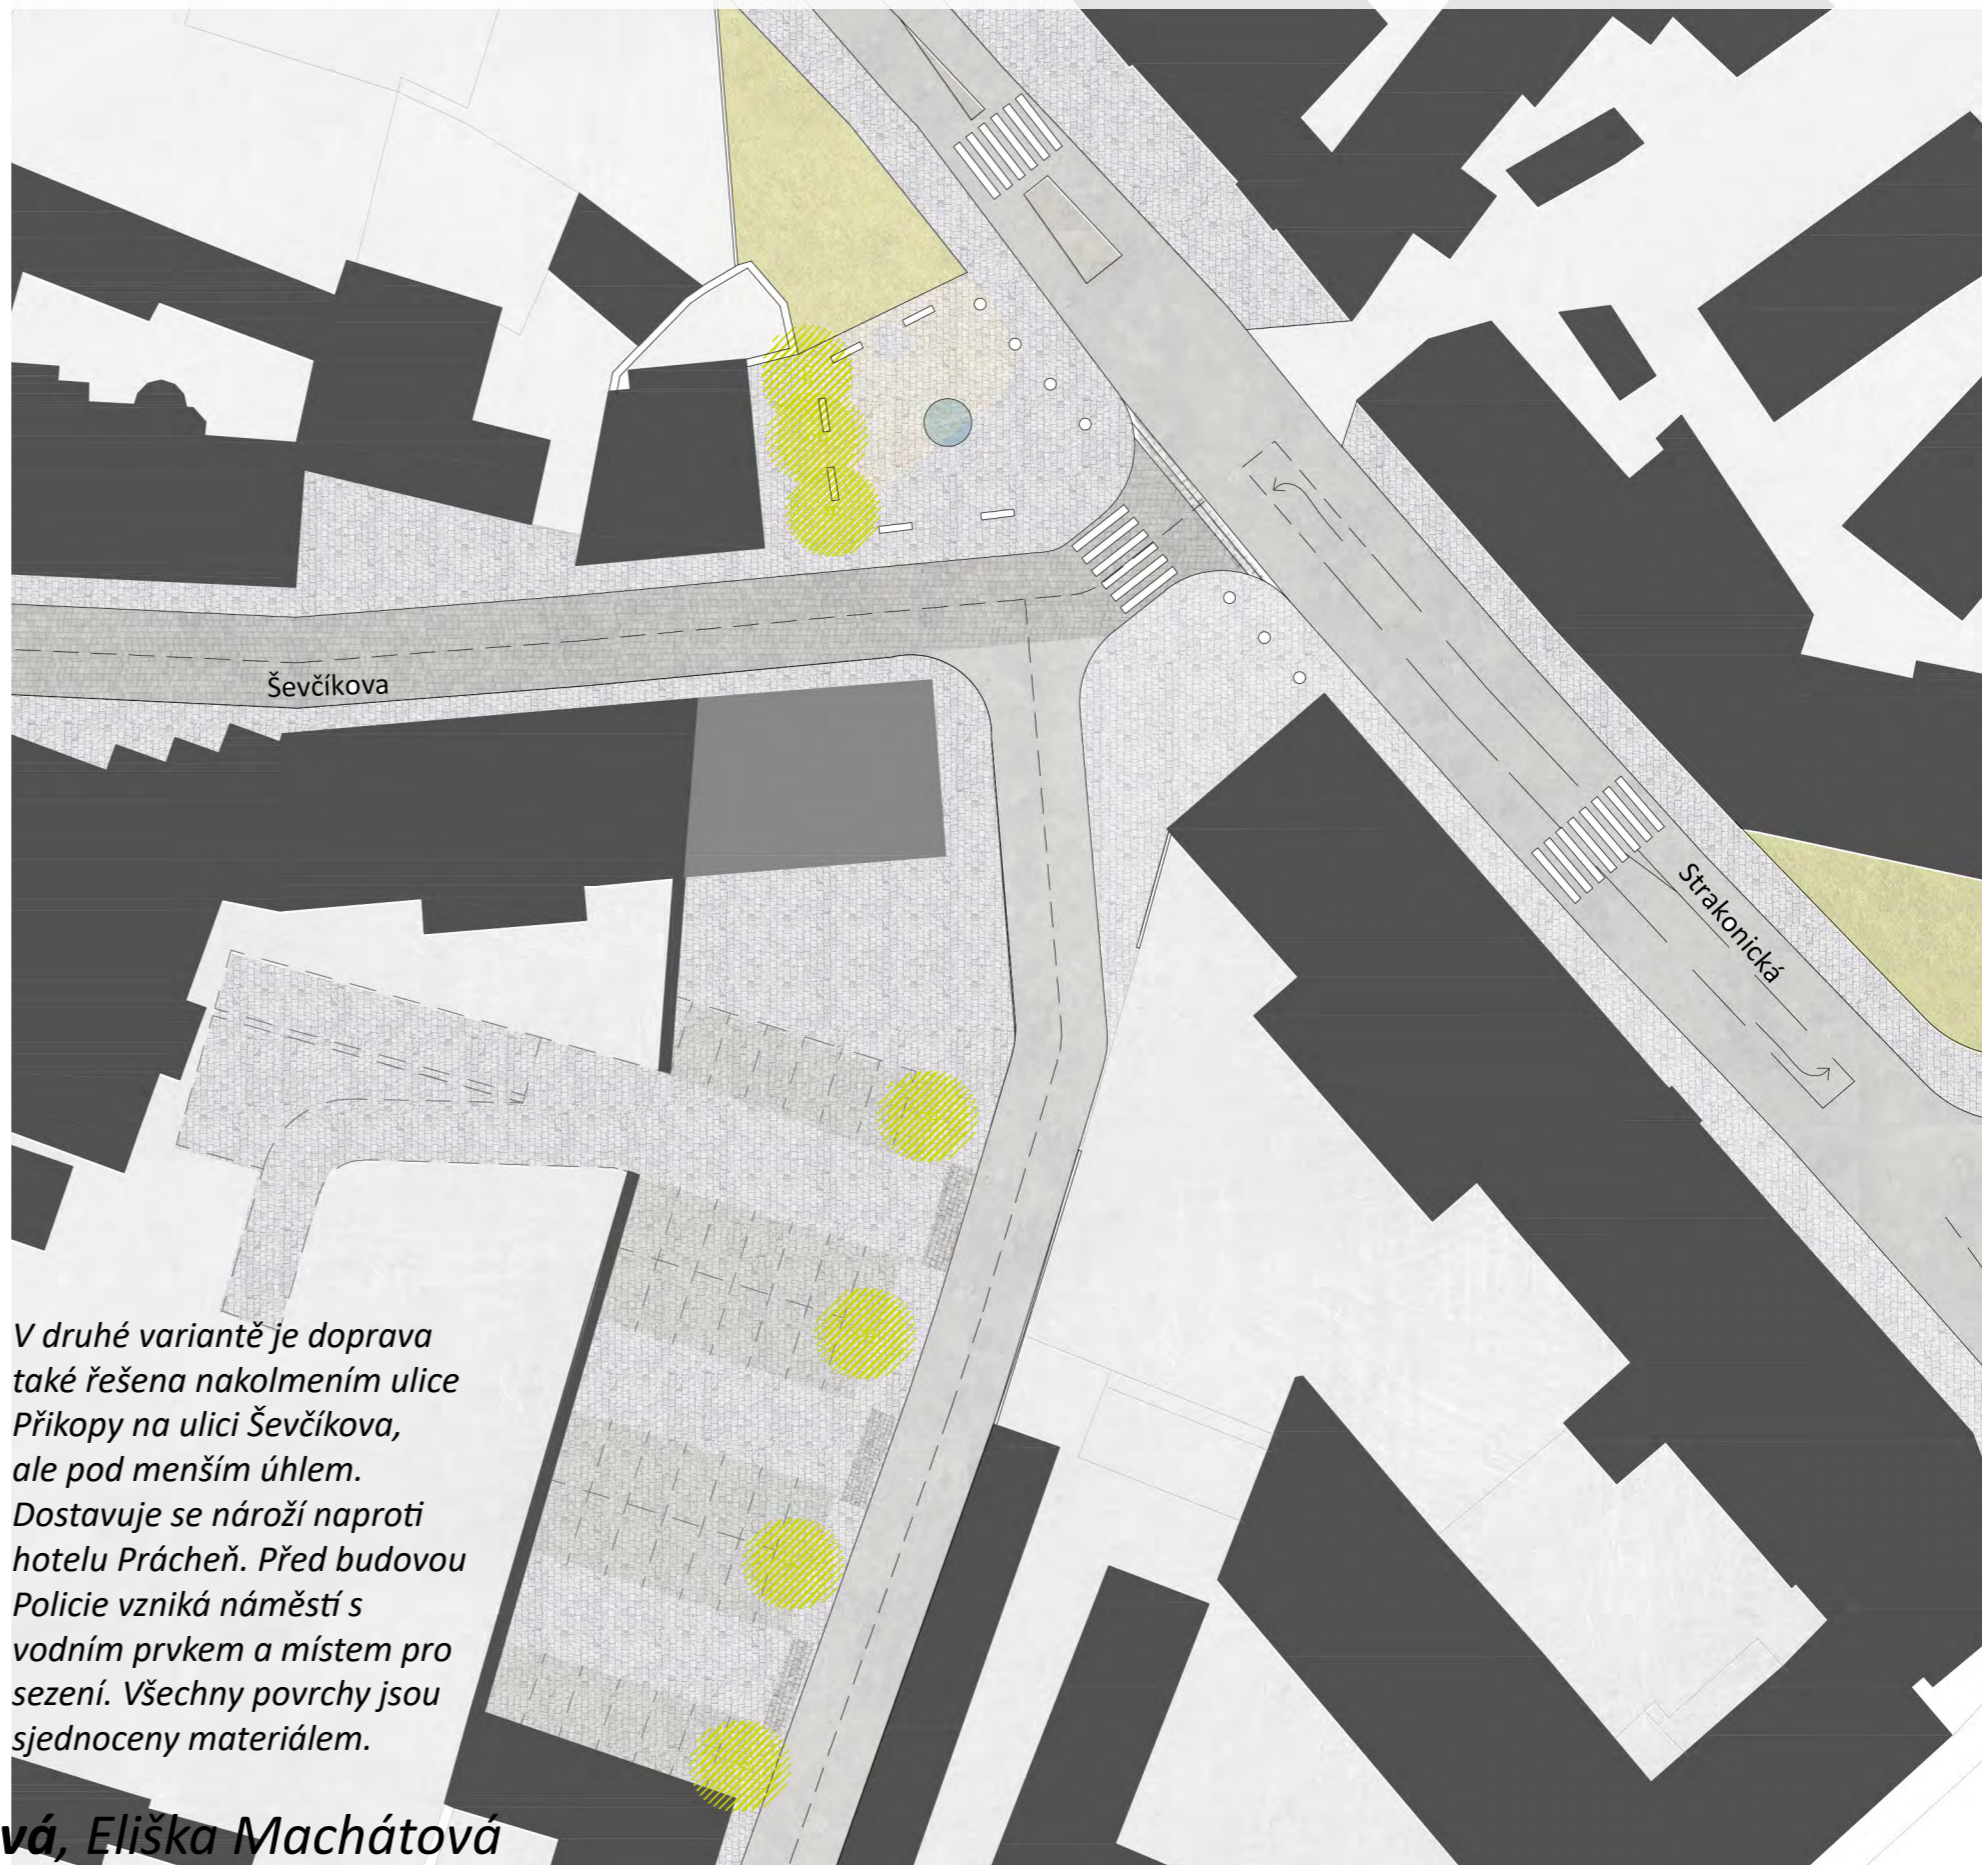 Ševčíkova
Strakonická
V druhé variantě je doprava
také řešena nakolmením ulice
Přikopy na ulici Ševčíkova,
ale pod menším úhlem.
Dostavuje se nároží naproti
hotelu Prácheň. Před budovou
Policie vzniká náměstí s
vodním prvkem a místem pro
sezení. Všechny povrchy jsou
sjednoceny materiálem.
vá, Eliška Machátová